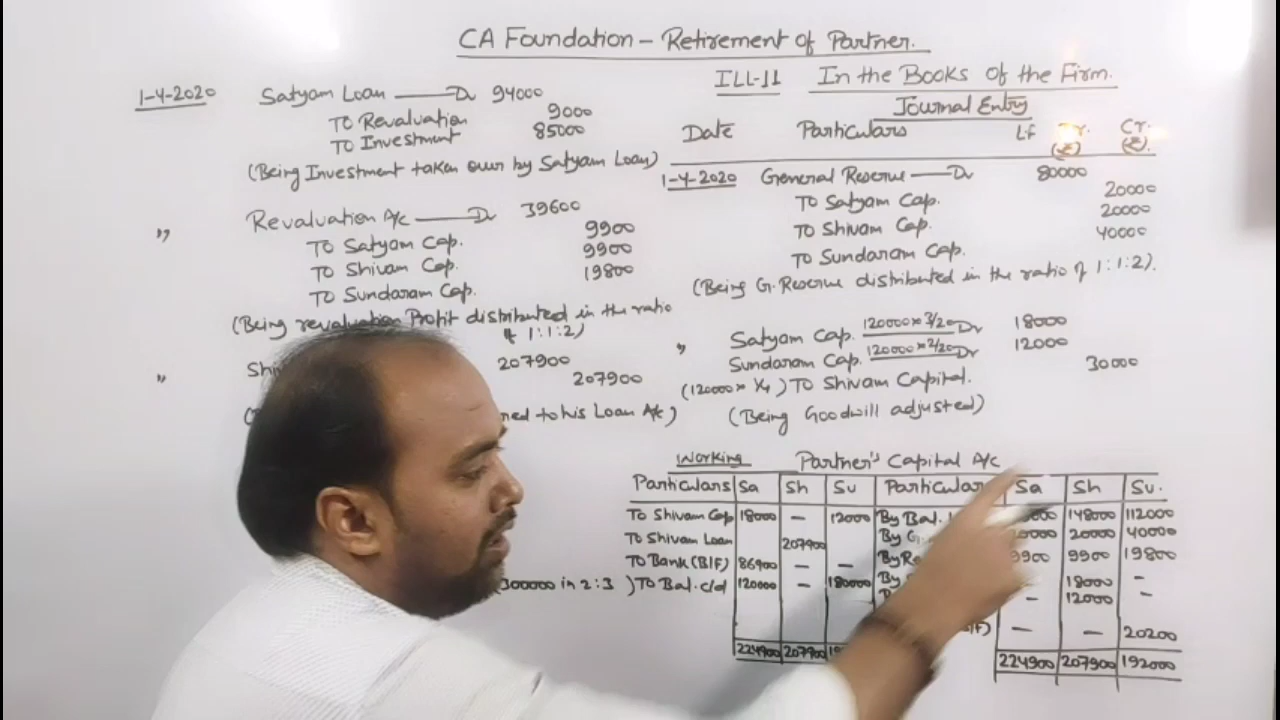 CA Foundation – Retirement of Partner.
1-4-2020 Satyam Loan Dr 94000
To Revaluation 9000
To Investment 85000
(Being Investment taken over by Satyam Loan)
" Revaluation A/c Dr 39600
To Satyam Cap. 9900
To Shivam Cap. 9900
To Sundaram Cap. 19800
(Being revaluation Profit distributed in the ratio
of 1:1:2)
" 207900
207900
to his Loan A/c)
ILL-11 In the Books of the Firm.
Journal Entry
Date Particulars Lf Dr. (₹) Cr. (₹)
1-4-2020 General Reserve Dr 80000
To Satyam Cap. 20000
To Shivam Cap. 20000
To Sundaram Cap. 40000
(Being G. Reserve distributed in the ratio of 1:1:2).
" Satyam Cap. 120000×3/20 Dr 18000
Sundaram Cap. 120000×2/20 Dr 12000
(120000× ¼) To Shivam Capital. 30000
(Being Goodwill adjusted)
Working Partner's Capital A/c
Particulars Sa Sh Su Particulars Sa Sh Su.
To Shivam Cap 18000 – 12000 By Bal. 148000 112000
To Shivam Loan 207900 By 20000 40000
To Bank (B/F) 86900 – – 9900 9900 19800
(300000 in 2:3 ) To Bal. c/d 120000 – 180000 By 18000 –
– 12000 –
– – 20200
224900 207900 224900 207900 192000